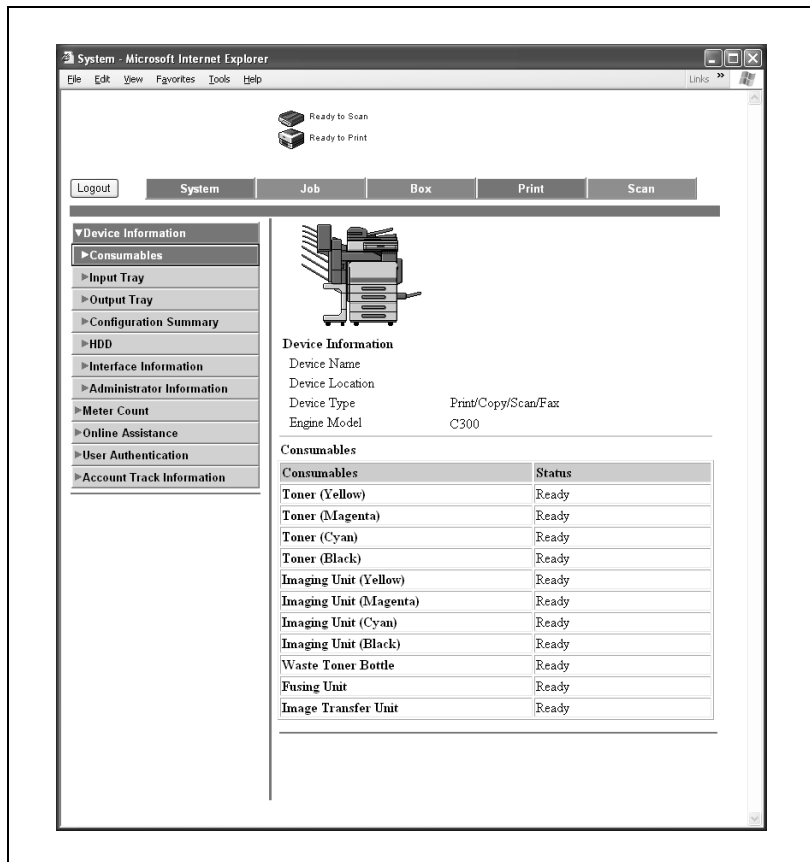 System - Microsoft Internet Explorer
File Edit View Favorites Tools Help Links »
Ready to Scan
Ready to Print
Logout System Job Box Print Scan
▼Device Information
►Consumables
►Input Tray
►Output Tray
►Configuration Summary
►HDD
►Interface Information
►Administrator Information
►Meter Count
►Online Assistance
►User Authentication
►Account Track Information
Device Information
Device Name
Device Location
Device Type Print/Copy/Scan/Fax
Engine Model C300
Consumables
Consumables Status
Toner (Yellow) Ready
Toner (Magenta) Ready
Toner (Cyan) Ready
Toner (Black) Ready
Imaging Unit (Yellow) Ready
Imaging Unit (Magenta) Ready
Imaging Unit (Cyan) Ready
Imaging Unit (Black) Ready
Waste Toner Bottle Ready
Fusing Unit Ready
Image Transfer Unit Ready